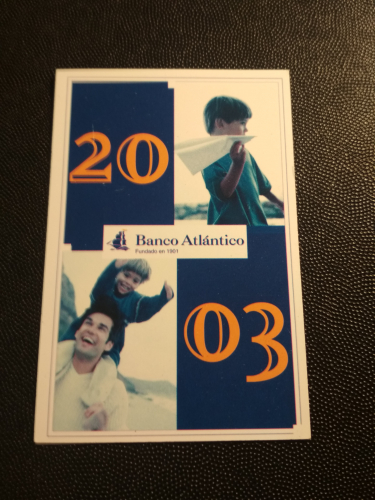 20
Banco Atlántico
Fundado en 1901
03